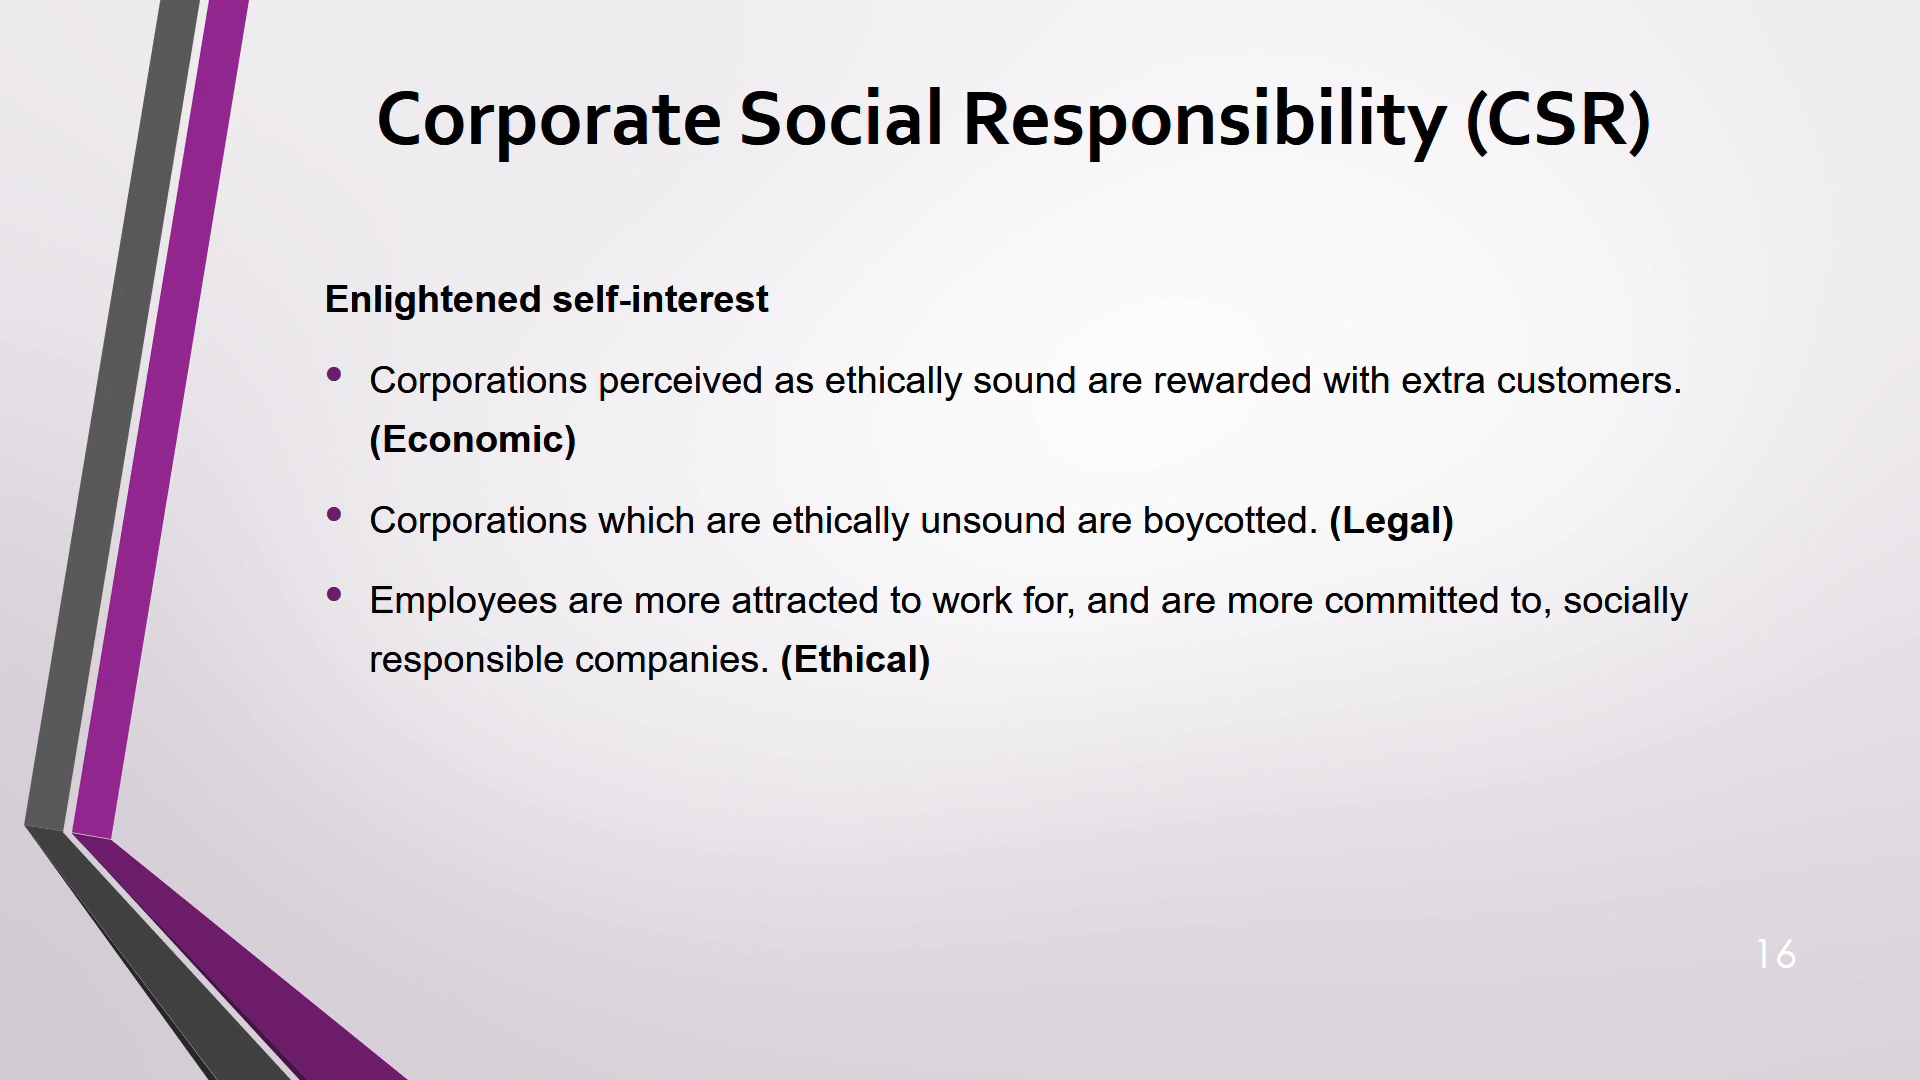 Corporate Social Responsibility (CSR)
Enlightened self-interest
• Corporations perceived as ethically sound are rewarded with extra customers.
(Economic)
• Corporations which are ethically unsound are boycotted. (Legal)
• Employees are more attracted to work for, and are more committed to, socially
responsible companies. (Ethical)
16